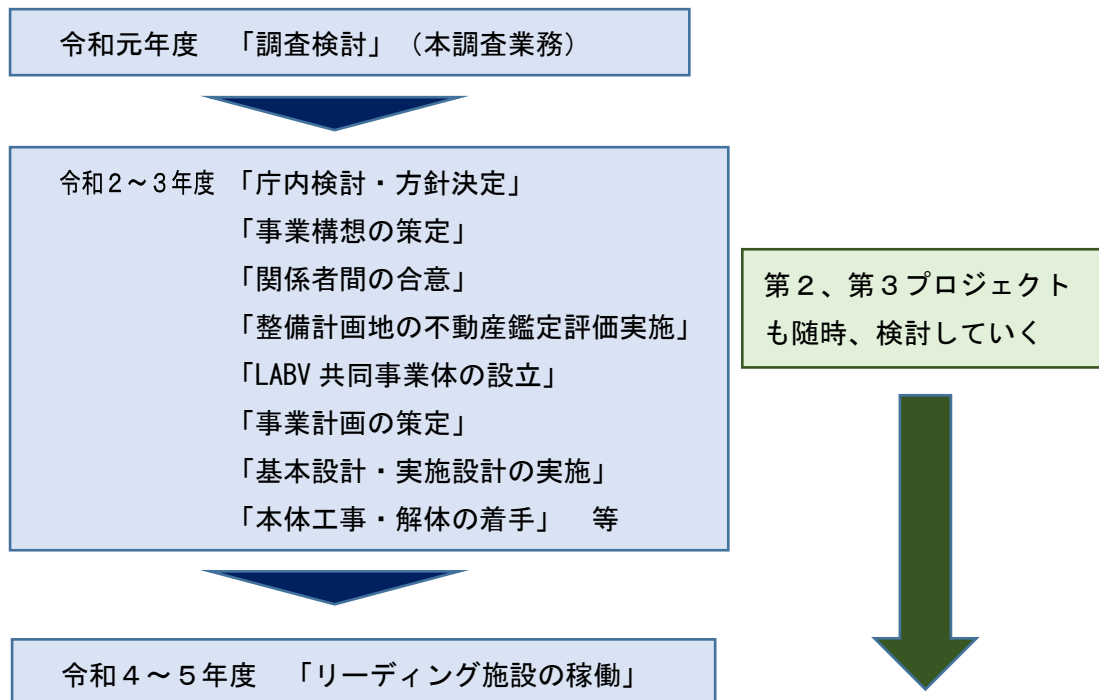 令和元年度　「調査検討」（本調査業務）
令和２～３年度　「庁内検討・方針決定」
「事業構想の策定」
「関係者間の合意」
「整備計画地の不動産鑑定評価実施」
「LABV 共同事業体の設立」
「事業計画の策定」
「基本設計・実施設計の実施」
「本体工事・解体の着手」　等
第２、第３プロジェクト
も随時、検討していく
令和４～５年度　「リーディング施設の稼働」